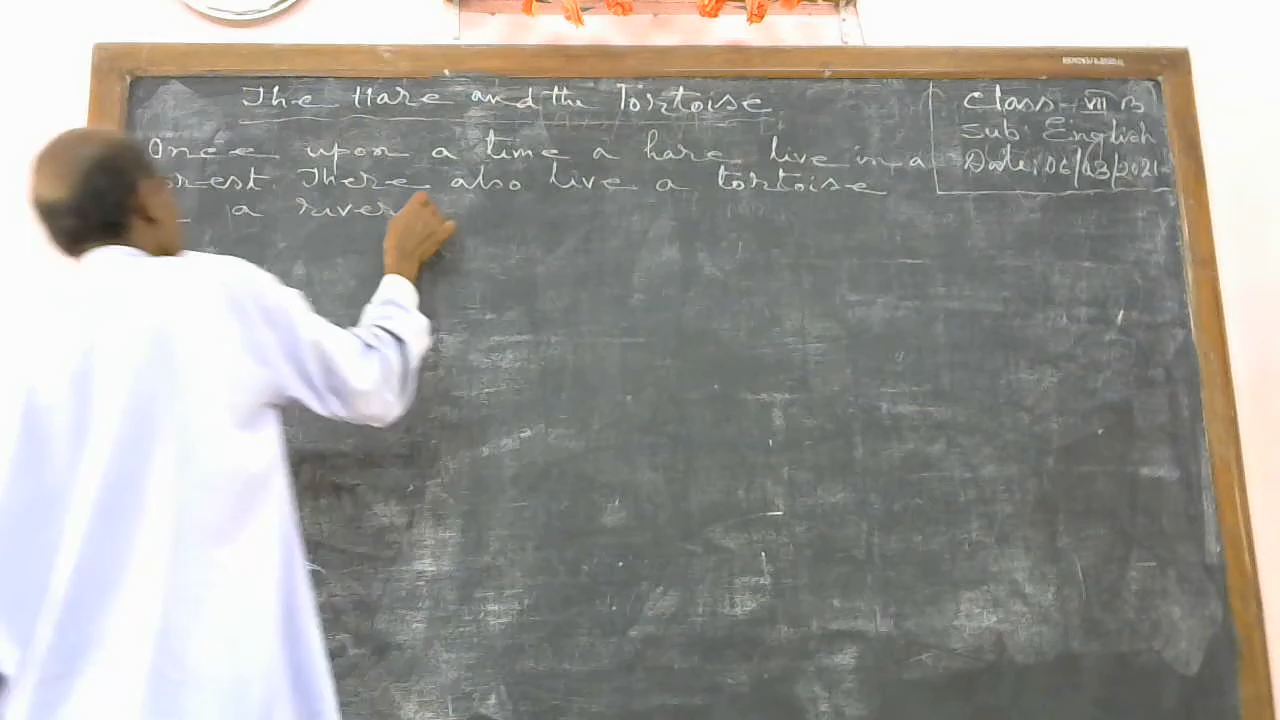 The Hare and the Tortoise
Class VII B
Sub: English
Date: 06/03/2021
Once upon a time a hare live in a
rest. There also live a tortoise
a river